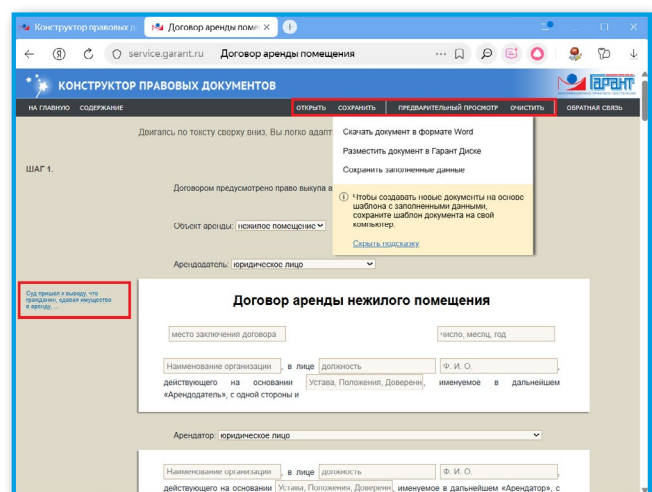 Конструктор правовых д
Договор аренды поме
service.garant.ru Договор аренды помещения
КОНСТРУКТОР ПРАВОВЫХ ДОКУМЕНТОВ
Гарант
НА ГЛАВНУЮ СОДЕРЖАНИЕ ОТКРЫТЬ СОХРАНИТЬ ПРЕДВАРИТЕЛЬНЫЙ ПРОСМОТР ОЧИСТИТЬ ОБРАТНАЯ СВЯЗЬ
Двигаясь по тексту сверху вниз, Вы легко адапт
Скачать документ в формате Word
Разместить документ в Гарант Диске
Сохранить заполненные данные
Чтобы создавать новые документы на основе
шаблона с заполненными данными,
сохраните шаблон документа на свой
компьютер.
Скрыть подсказку
ШАГ 1.
Договором предусмотрено право выкупа а
Объект аренды: нежилое помещение
Арендодатель: юридическое лицо
Суд пришел к выводу, что
гражданин, сдавая имущество
в аренду, ...
Договор аренды нежилого помещения
место заключения договора число, месяц, год
Наименование организации , в лице должность Ф. И. О. ,
действующего на основании Устава, Положения, Доверенн , именуемое в дальнейшем
«Арендодатель», с одной стороны и
Арендатор: юридическое лицо
Наименование организации , в лице должность Ф. И. О. ,
действующего на основании Устава, Положения, Доверенн , именуемое в дальнейшем «Арендатор», с